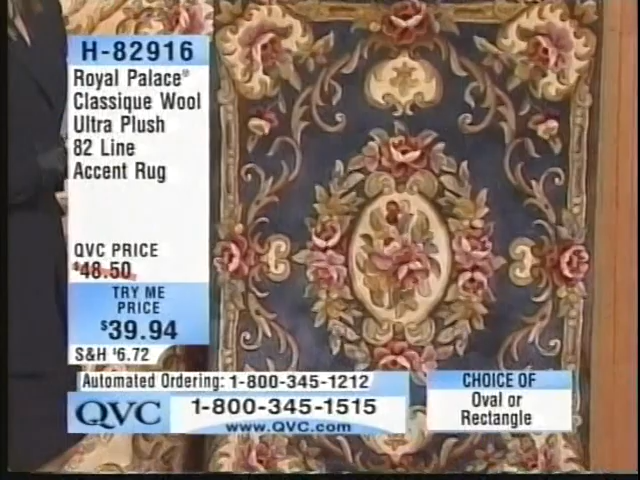 H-82916
Royal Palace®
Classique Wool
Ultra Plush
82 Line
Accent Rug
QVC PRICE
$48.50
TRY ME
PRICE
$39.94
S&H $6.72
Automated Ordering: 1-800-345-1212
QVC 1-800-345-1515
www.QVC.com
CHOICE OF
Oval or
Rectangle